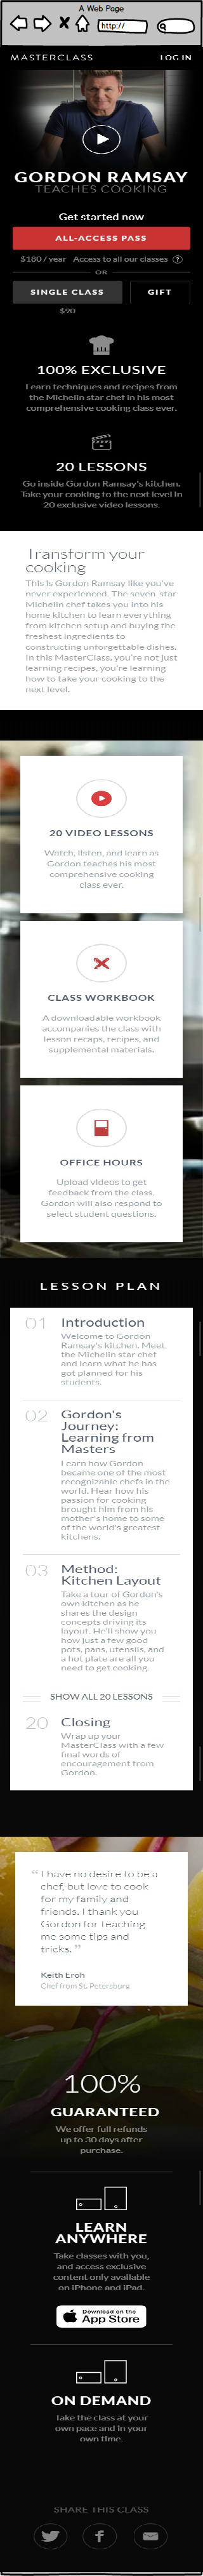 A Web Page
http://
MASTERCLASS
LOG IN
GORDON RAMSAY
TEACHES COOKING
Get started now
ALL-ACCESS PASS
$180 / year Access to all our classes ?
OR
SINGLE CLASS
GIFT
$90
100% EXCLUSIVE
Learn techniques and recipes from
the Michelin star chef in his most
comprehensive cooking class ever.
20 LESSONS
Go inside Gordon Ramsay's kitchen.
Take your cooking to the next level in
20 exclusive video lessons.
Transform your
cooking
This is Gordon Ramsay like you've
never experienced. The seven star
Michelin chef takes you into his
home kitchen to learn everything
from kitchen setup and buying the
freshest ingredients to
constructing unforgettable dishes.
In this MasterClass, you're not just
learning recipes, you're learning
how to take your cooking to the
next level.
20 VIDEO LESSONS
Watch, listen, and learn as
Gordon teaches his most
comprehensive cooking
class ever.
CLASS WORKBOOK
A downloadable workbook
accompanies the class with
lesson recaps, recipes, and
supplemental materials.
OFFICE HOURS
Upload videos to get
feedback from the class.
Gordon will also respond to
select student questions.
LESSON PLAN
01 Introduction
Welcome to Gordon
Ramsay's kitchen. Meet
the Michelin star chef
and learn what he has
got planned for his
students.
02 Gordon's
Journey:
Learning from
Masters
Learn how Gordon
became one of the most
recognizable chefs in the
world. Hear how his
passion for cooking
brought him from his
mother's home to some
of the world's greatest
kitchens.
03 Method:
Kitchen Layout
Take a tour of Gordon's
own kitchen as he
shares the design
concepts driving its
layout. He'll show you
how just a few good
pots, pans, utensils, and
a hot plate are all you
need to get cooking.
SHOW ALL 20 LESSONS
20 Closing
Wrap up your
MasterClass with a few
final words of
encouragement from
Gordon.
“ I have no desire to be a
chef, but love to cook
for my family and
friends. I thank you
Gordon for teaching
me some tips and
tricks. ”
Keith Eroh
Chef from St. Petersburg
100%
GUARANTEED
We offer full refunds
up to 30 days after
purchase.
LEARN
ANYWHERE
Take classes with you,
and access exclusive
content only available
on iPhone and iPad.
Download on the
App Store
ON DEMAND
Take the class at your
own pace and in your
own time.
SHARE THIS CLASS